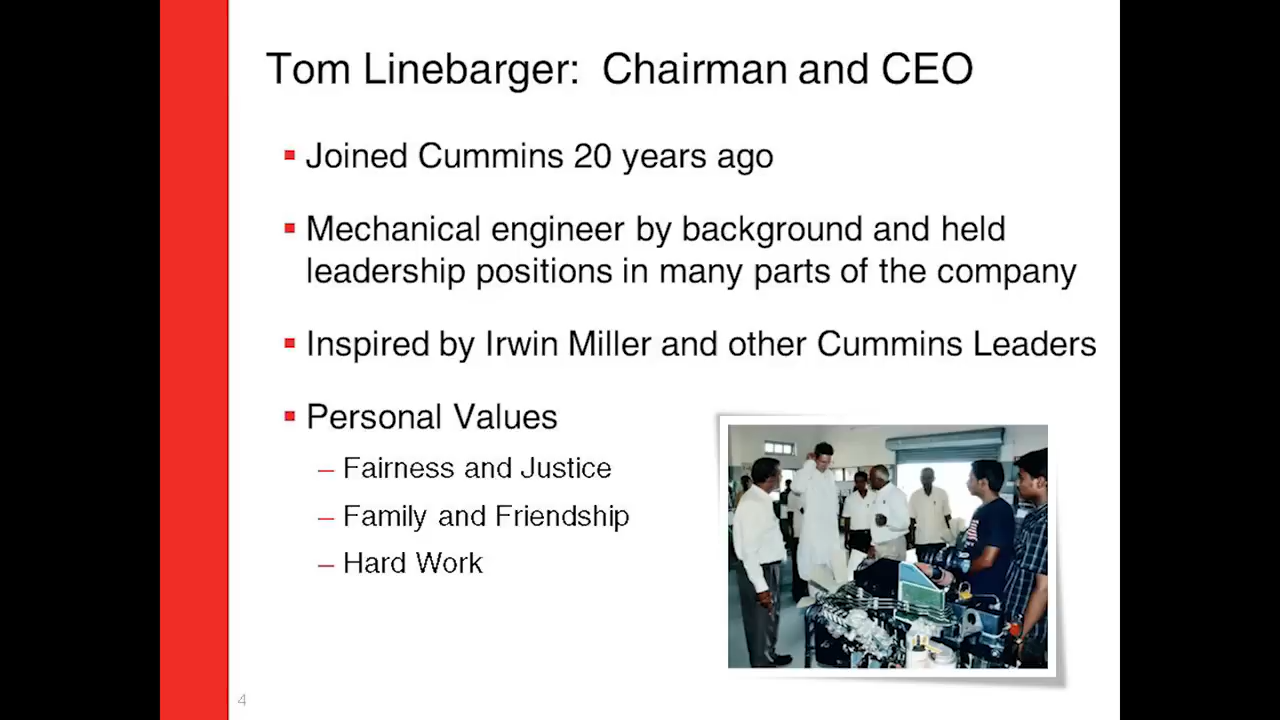 Tom Linebarger:  Chairman and CEO
Joined Cummins 20 years ago
Mechanical engineer by background and held
leadership positions in many parts of the company
Inspired by Irwin Miller and other Cummins Leaders
Personal Values
– Fairness and Justice
– Family and Friendship
– Hard Work
4